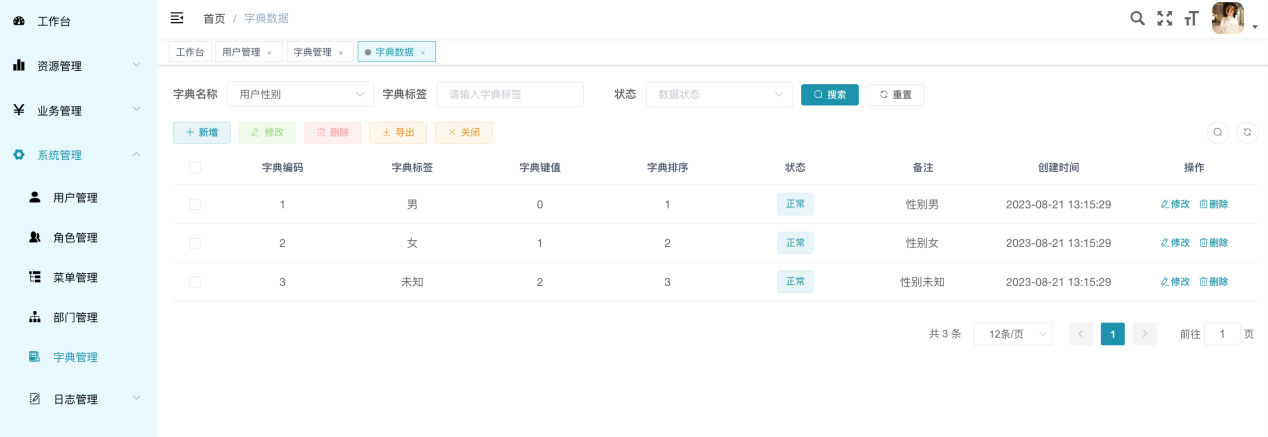 工作台
资源管理
业务管理
系统管理
用户管理
角色管理
菜单管理
部门管理
字典管理
日志管理
首页 / 字典数据
工作台 用户管理 × 字典管理 × 字典数据 ×
字典名称 用户性别 字典标签 请输入字典标签 状态 数据状态 搜索 重置
新增 修改 删除 导出 关闭
字典编码 字典标签 字典键值 字典排序 状态 备注 创建时间 操作
1 男 0 1 正常 性别男 2023-08-21 13:15:29 修改 删除
2 女 1 2 正常 性别女 2023-08-21 13:15:29 修改 删除
3 未知 2 3 正常 性别未知 2023-08-21 13:15:29 修改 删除
共 3 条 12条/页 1 前往 1 页